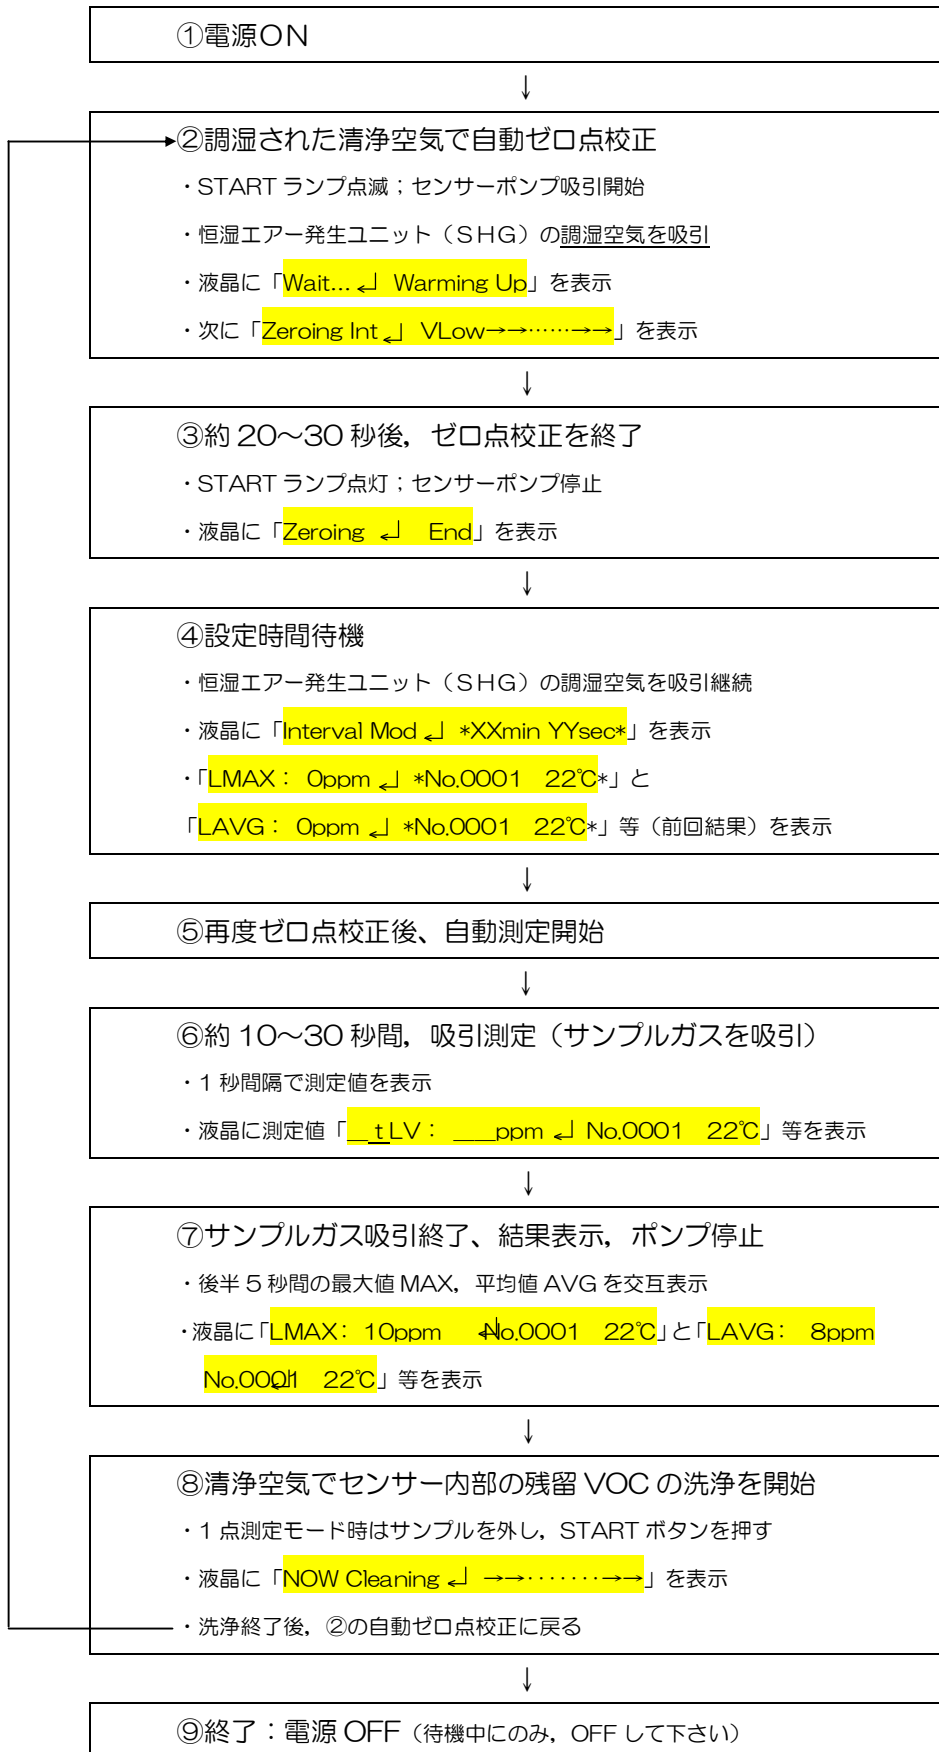 ①電源ON
↓
②調湿された清浄空気で自動ゼロ点校正
・START ランプ点滅；センサーポンプ吸引開始
・恒湿エアー発生ユニット（SHG）の調湿空気を吸引
・液晶に「Wait...↲ Warming Up」を表示
・次に「Zeroing Int↲ VLow→→……→→」を表示
↓
③約 20～30 秒後，ゼロ点校正を終了
・START ランプ点灯；センサーポンプ停止
・液晶に「Zeroing ↲ End」を表示
↓
④設定時間待機
・恒湿エアー発生ユニット（SHG）の調湿空気を吸引継続
・液晶に「Interval Mod↲ *XXmin YYsec*」を表示
・「LMAX： 0ppm↲ *No.0001 22℃*」と
「LAVG： 0ppm↲ *No.0001 22℃*」等（前回結果）を表示
↓
⑤再度ゼロ点校正後、自動測定開始
↓
⑥約 10～30 秒間，吸引測定（サンプルガスを吸引）
・1 秒間隔で測定値を表示
・液晶に測定値「__tLV： ___ppm↲ No.0001 22℃」等を表示
↓
⑦サンプルガス吸引終了、結果表示，ポンプ停止
・後半 5 秒間の最大値 MAX，平均値 AVG を交互表示
・液晶に「LMAX： 10ppm ↲No.0001 22℃」と「LAVG： 8ppm
No.0001↲ 22℃」等を表示
↓
⑧清浄空気でセンサー内部の残留 VOC の洗浄を開始
・1 点測定モード時はサンプルを外し，START ボタンを押す
・液晶に「NOW Cleaning↲ →→・・・・・・・→→」を表示
・洗浄終了後，②の自動ゼロ点校正に戻る
↓
⑨終了：電源 OFF（待機中にのみ，OFF して下さい）